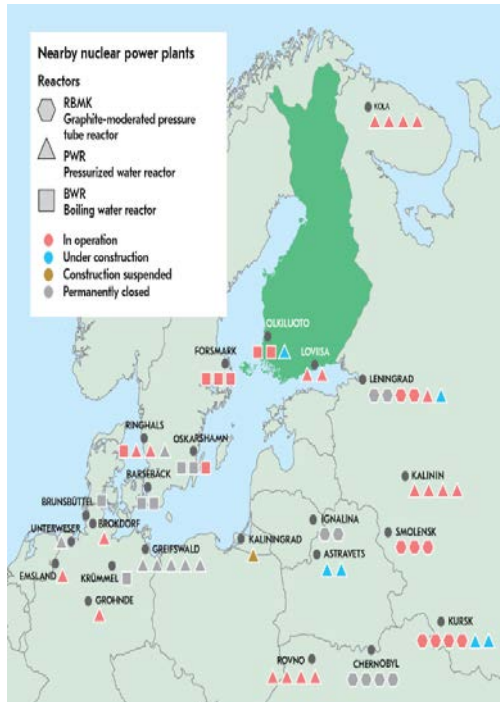 Nearby nuclear power plants
Reactors
RBMK
Graphite-moderated pressure
tube reactor
PWR
Pressurized water reactor
BWR
Boiling water reactor
In operation
Under construction
Construction suspended
Permanently closed
KOLA
OLKILUOTO
LOVIISA
FORSMARK
LENINGRAD
RINGHALS
OSKARSHAMN
BARSEBÄCK
KALININ
BRUNSBÜTTEL
IGNALINA
UNTERWESER
BROKDORF
KALININGRAD
SMOLENSK
GREIFSWALD
ASTRAVETS
EMSLAND
KRÜMMEL
GROHNDE
KURSK
ROVNO
CHERNOBYL